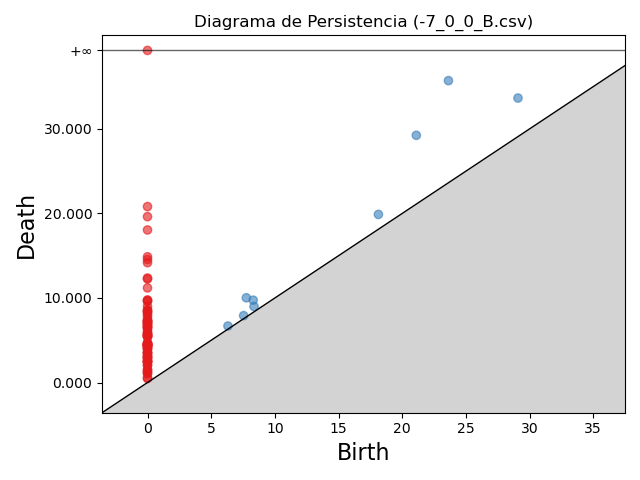 Diagrama de Persistencia (-7_0_0_B.csv)
+∞
30.000
20.000
10.000
0.000
Death
0 5 10 15 20 25 30 35
Birth